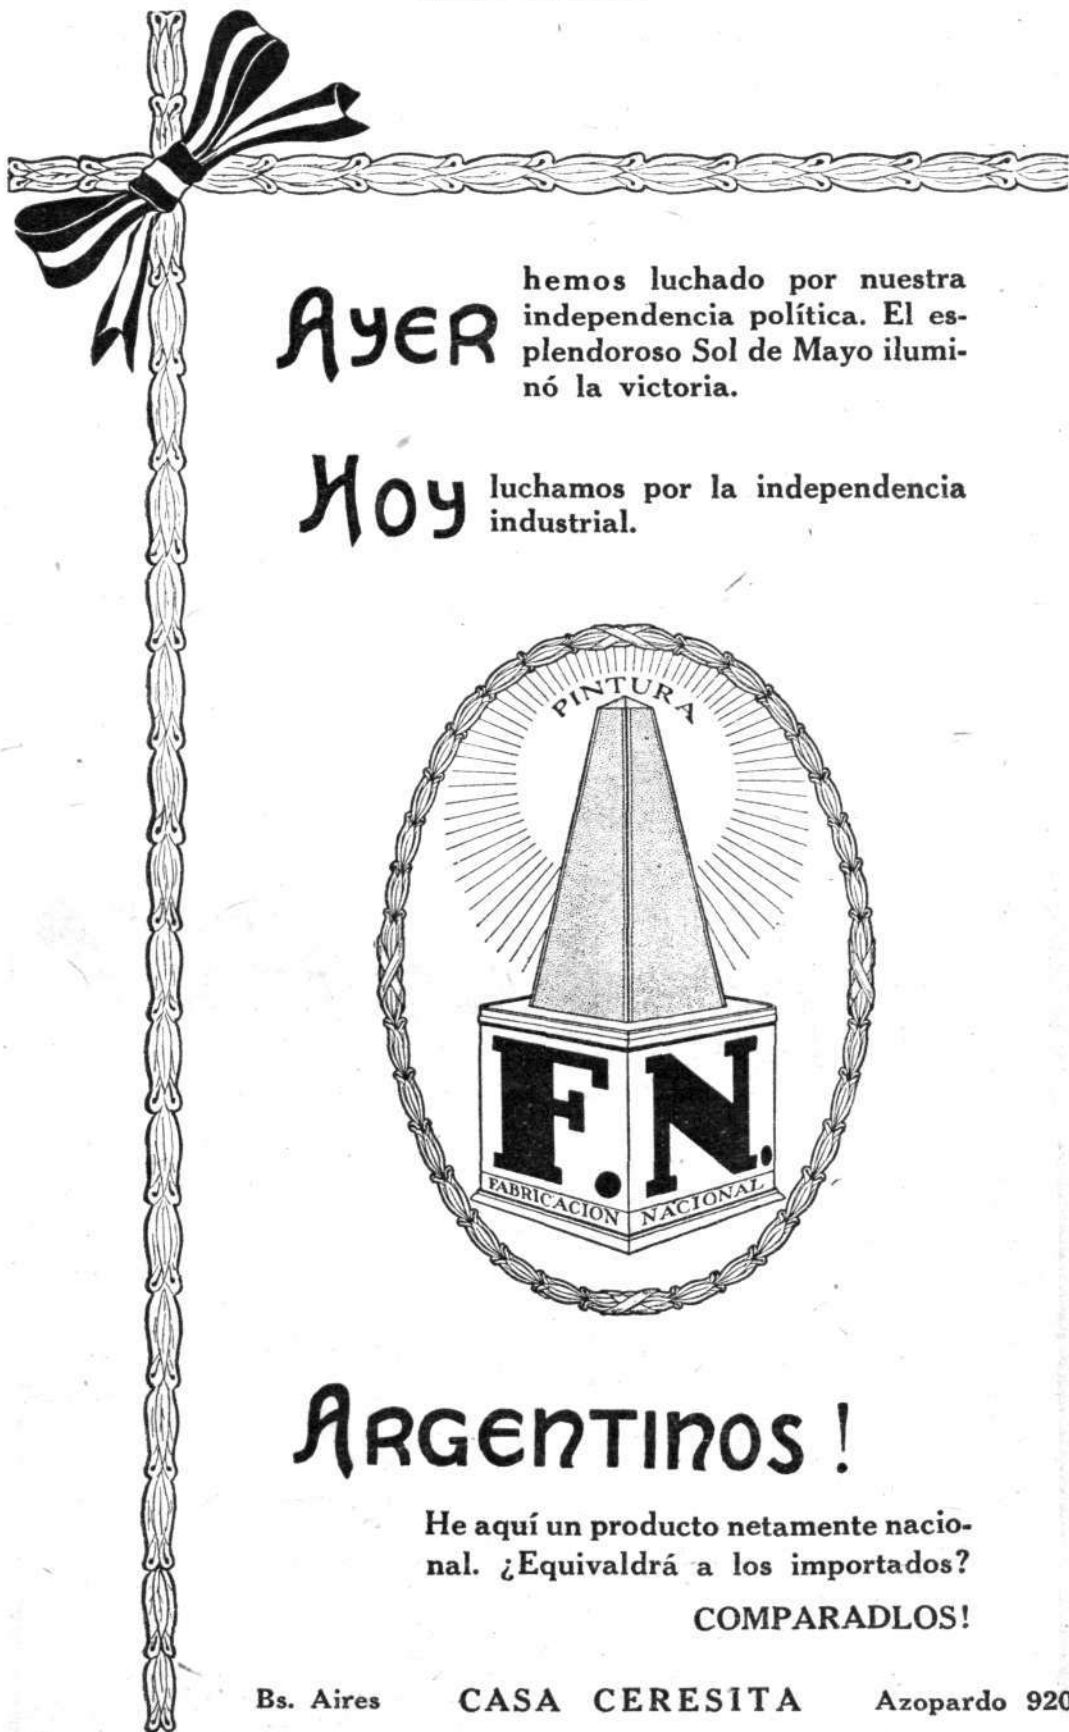 AYER hemos luchado por nuestra
independencia política. El es-
plendoroso Sol de Mayo ilumi-
nó la victoria.
HOY luchamos por la independencia
industrial.
PINTURA
F. N.
FABRICACION NACIONAL
ARGENTINOS!
He aquí un producto netamente nacio-
nal. ¿Equivaldrá a los importados?
COMPARADLOS!
Bs. Aires CASA CERESITA Azopardo 920